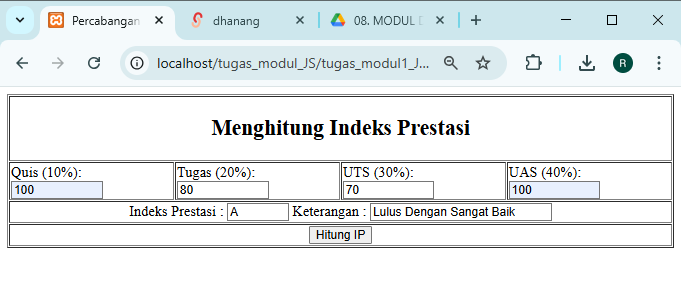 Percabangan
dhanang
08. MODUL D
localhost/tugas_modul_JS/tugas_modul1_J...
R
Menghitung Indeks Prestasi
Quis (10%): Tugas (20%): UTS (30%): UAS (40%):
100 80 70 100
Indeks Prestasi : A Keterangan : Lulus Dengan Sangat Baik
Hitung IP